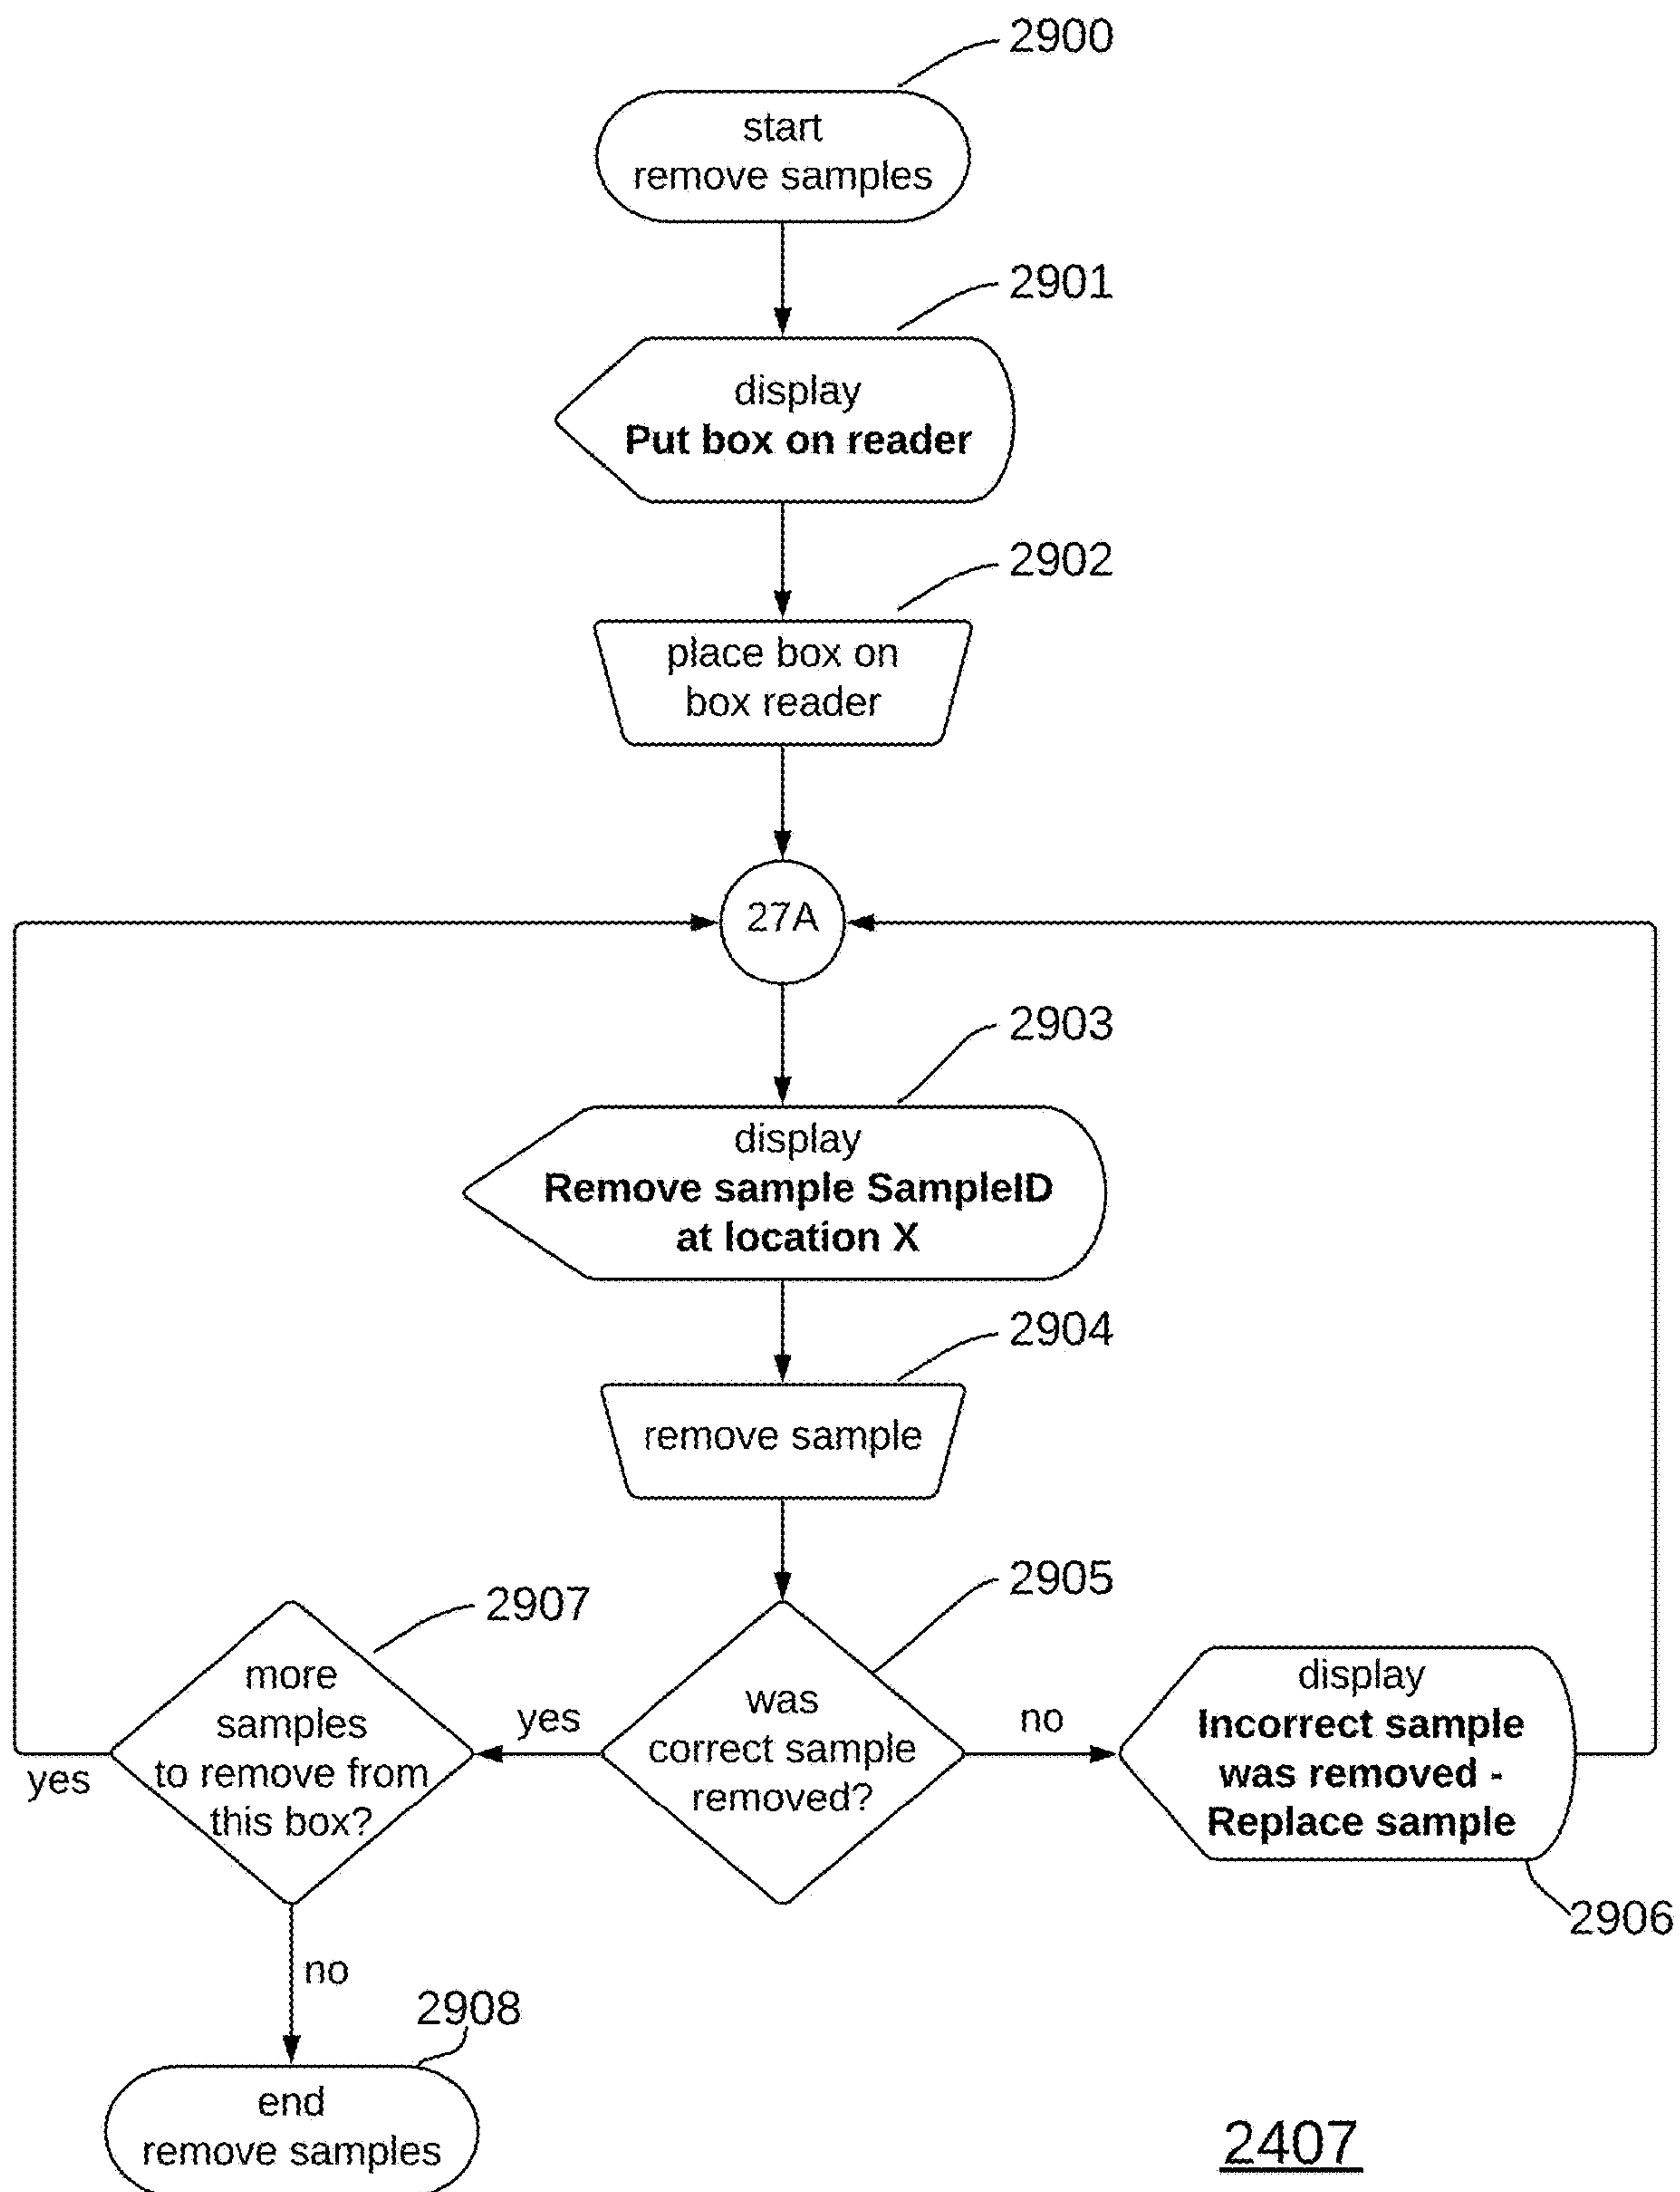 2900
start
remove samples
2901
display
Put box on reader
2902
place box on
box reader
27A
2903
display
Remove sample SampleID
at location X
2904
remove sample
2905
was
correct sample
removed?
yes
no
2907
more
samples
to remove from
this box?
yes
no
display
Incorrect sample
was removed -
Replace sample
2906
2908
end
remove samples
2407